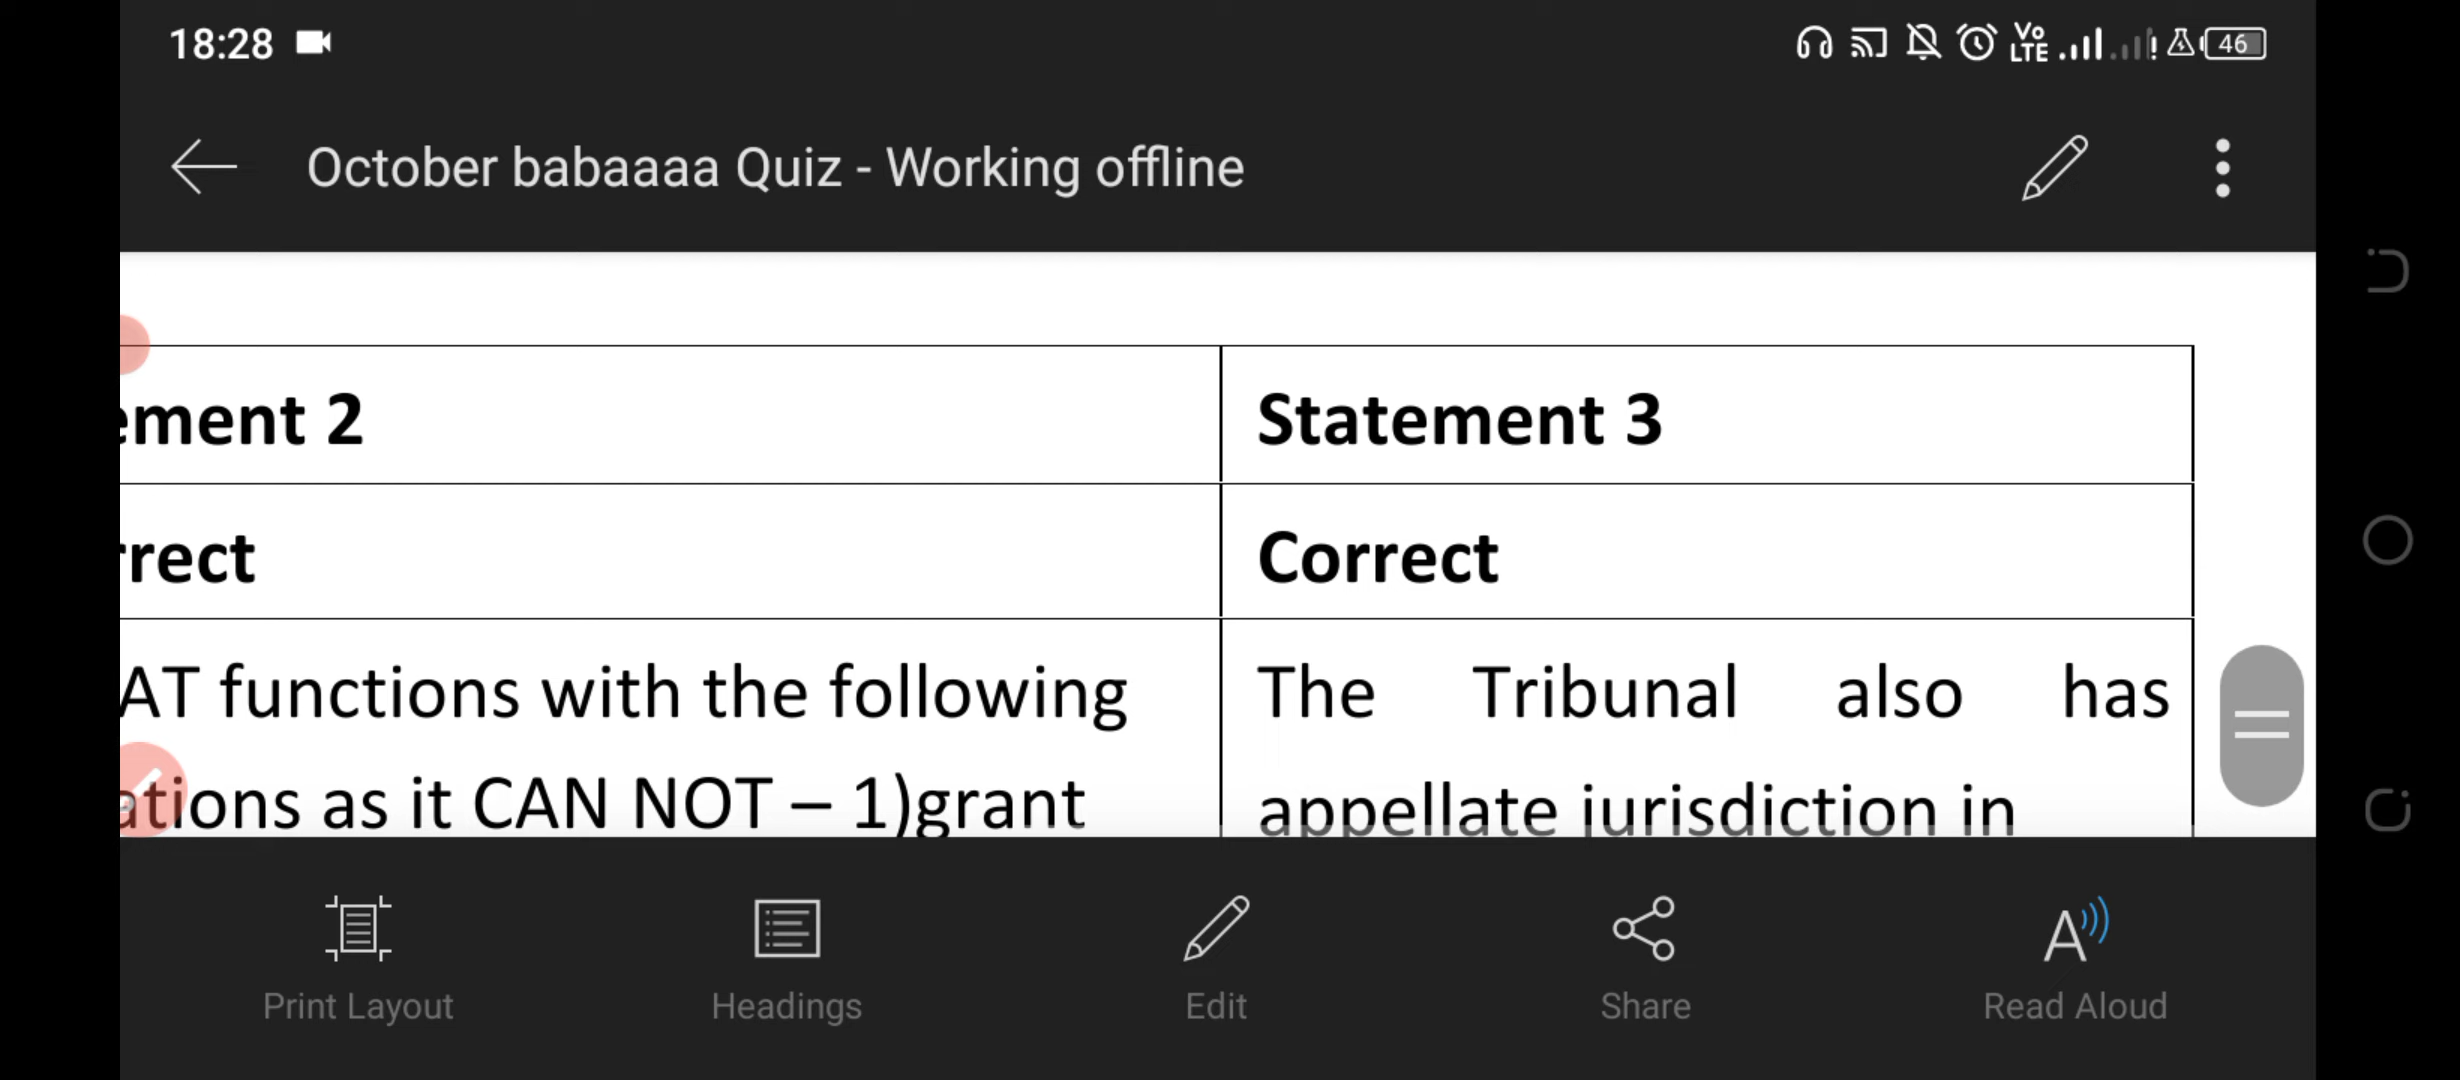 18:28
Vo
LTE
46
October babaaaa Quiz - Working offline
ement 2
Statement 3
rrect
Correct
AT functions with the following
The Tribunal also has
ations as it CAN NOT – 1)grant
appellate jurisdiction in
Print Layout
Headings
Edit
Share
Read Aloud